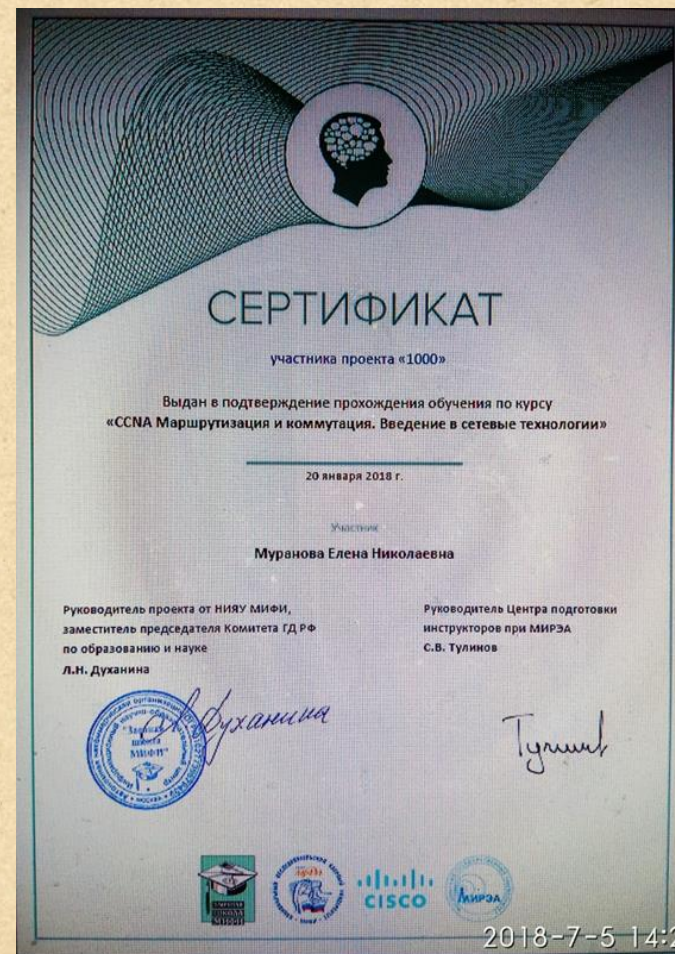 СЕРТИФИКАТ
участника проекта «1000»
Выдан в подтверждение прохождения обучения по курсу
«CCNA Маршрутизация и коммутация. Введение в сетевые технологии»
20 января 2018 г.
Участник
Муранова Елена Николаевна
Руководитель проекта от НИЯУ МИФИ,
заместитель председателя Комитета ГД РФ
по образованию и науке
Л.Н. Духанина
Руководитель Центра подготовки
инструкторов при МИРЭА
С.В. Тулинов
Духанина
CISCO
МИРЭА
2018-7-5 14:2